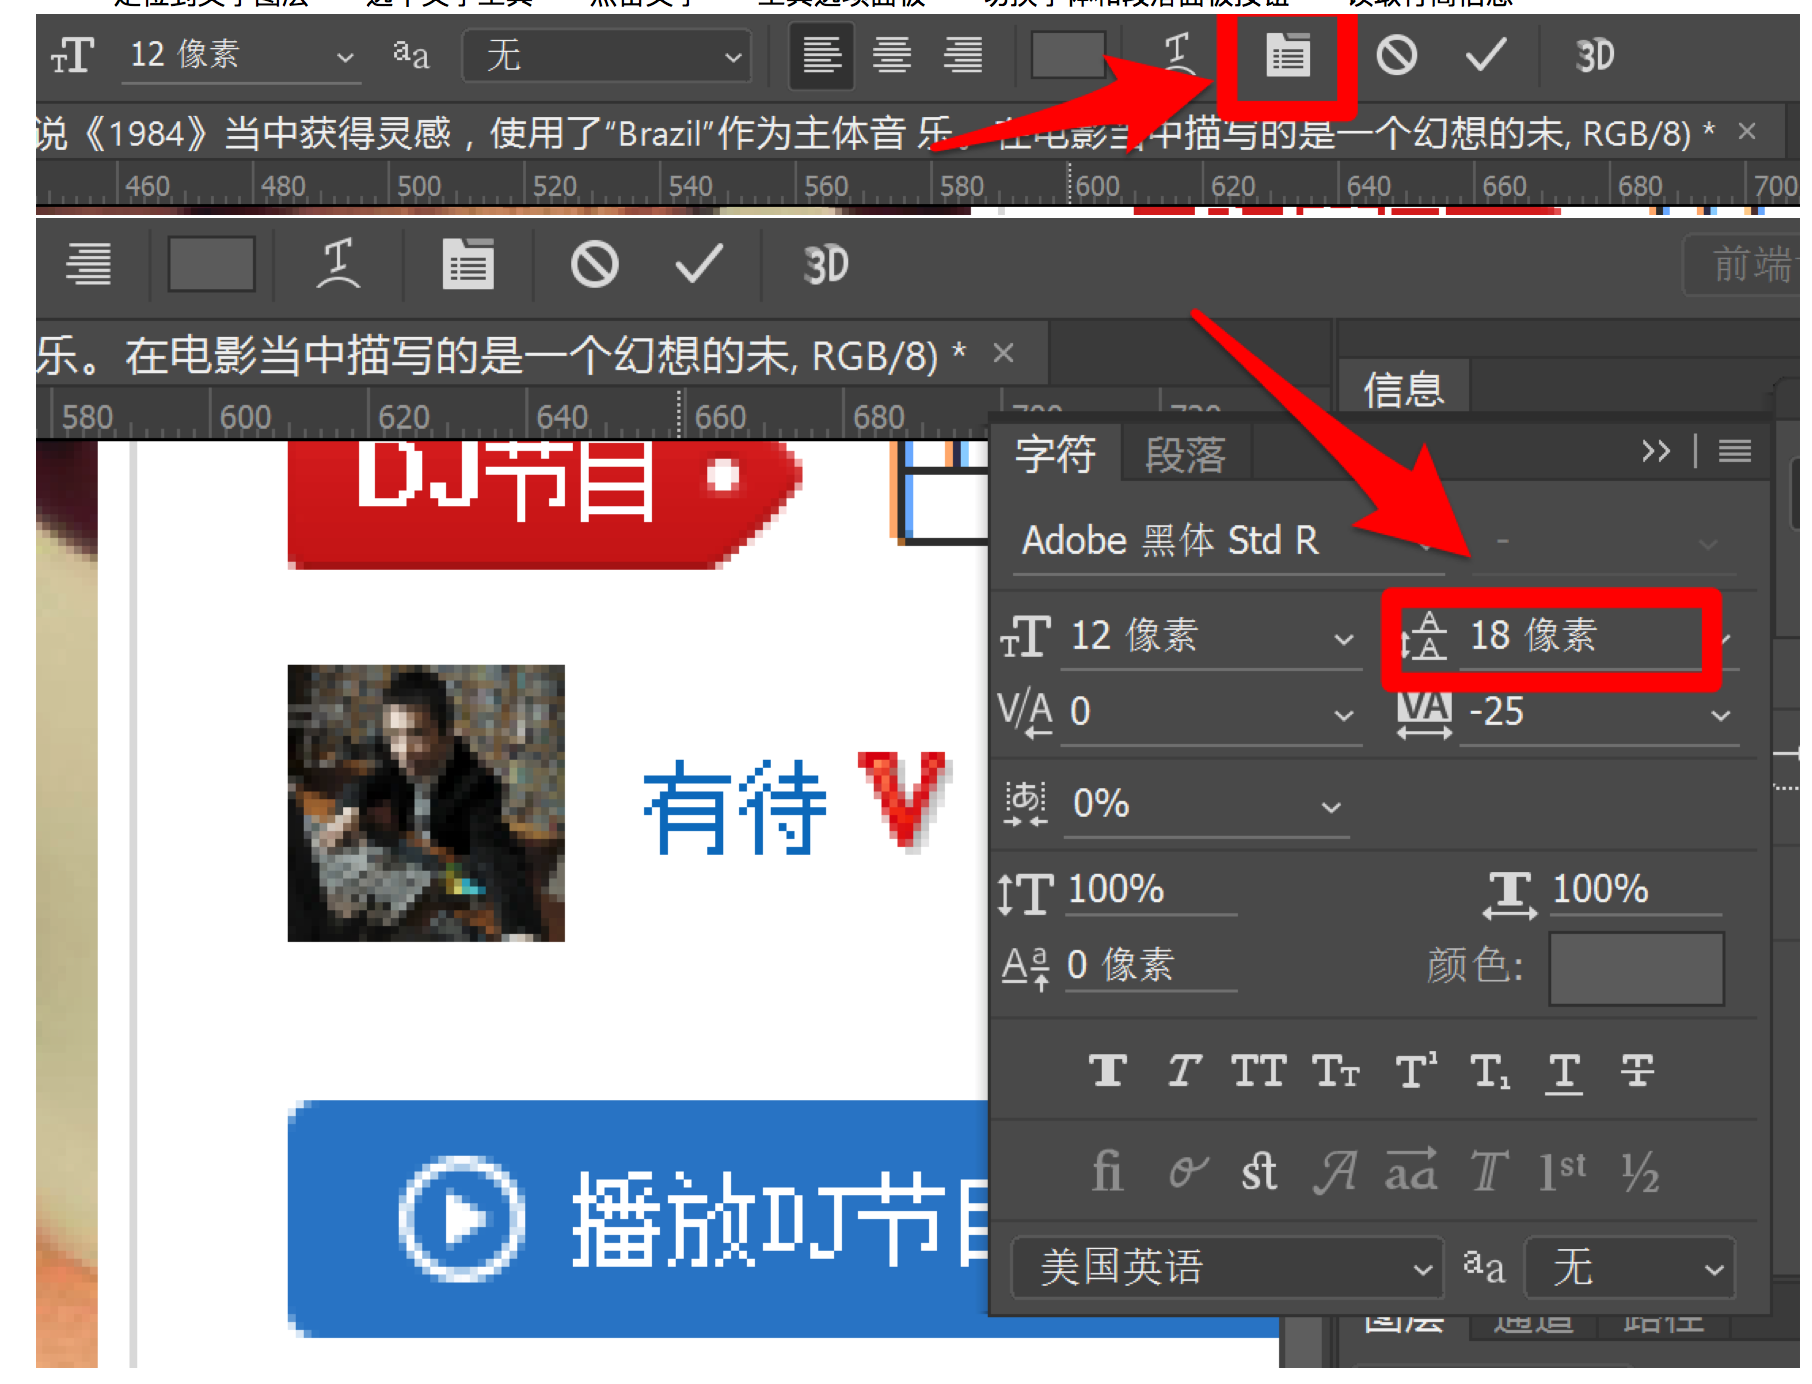 12 像素 aa 无 3D
说《1984》当中获得灵感，使用了“Brazil”作为主体音 乐。在电影当中描写的是一个幻想的未, RGB/8) * ×
460 480 500 520 540 560 580 600 620 640 660 680 700
3D 前端
乐。在电影当中描写的是一个幻想的未, RGB/8) * ×
信息
580 600 620 640 660 680 700 720
DJ节目
字符 段落
Adobe 黑体 Std R -
12 像素 18 像素
0 -25
有待 V
0%
100% 100%
0 像素 颜色:
T T TT TT T¹ T₁ T T
fi st A aa T 1st ½
播放DJ节目
美国英语 aa 无
图层 通道 路径